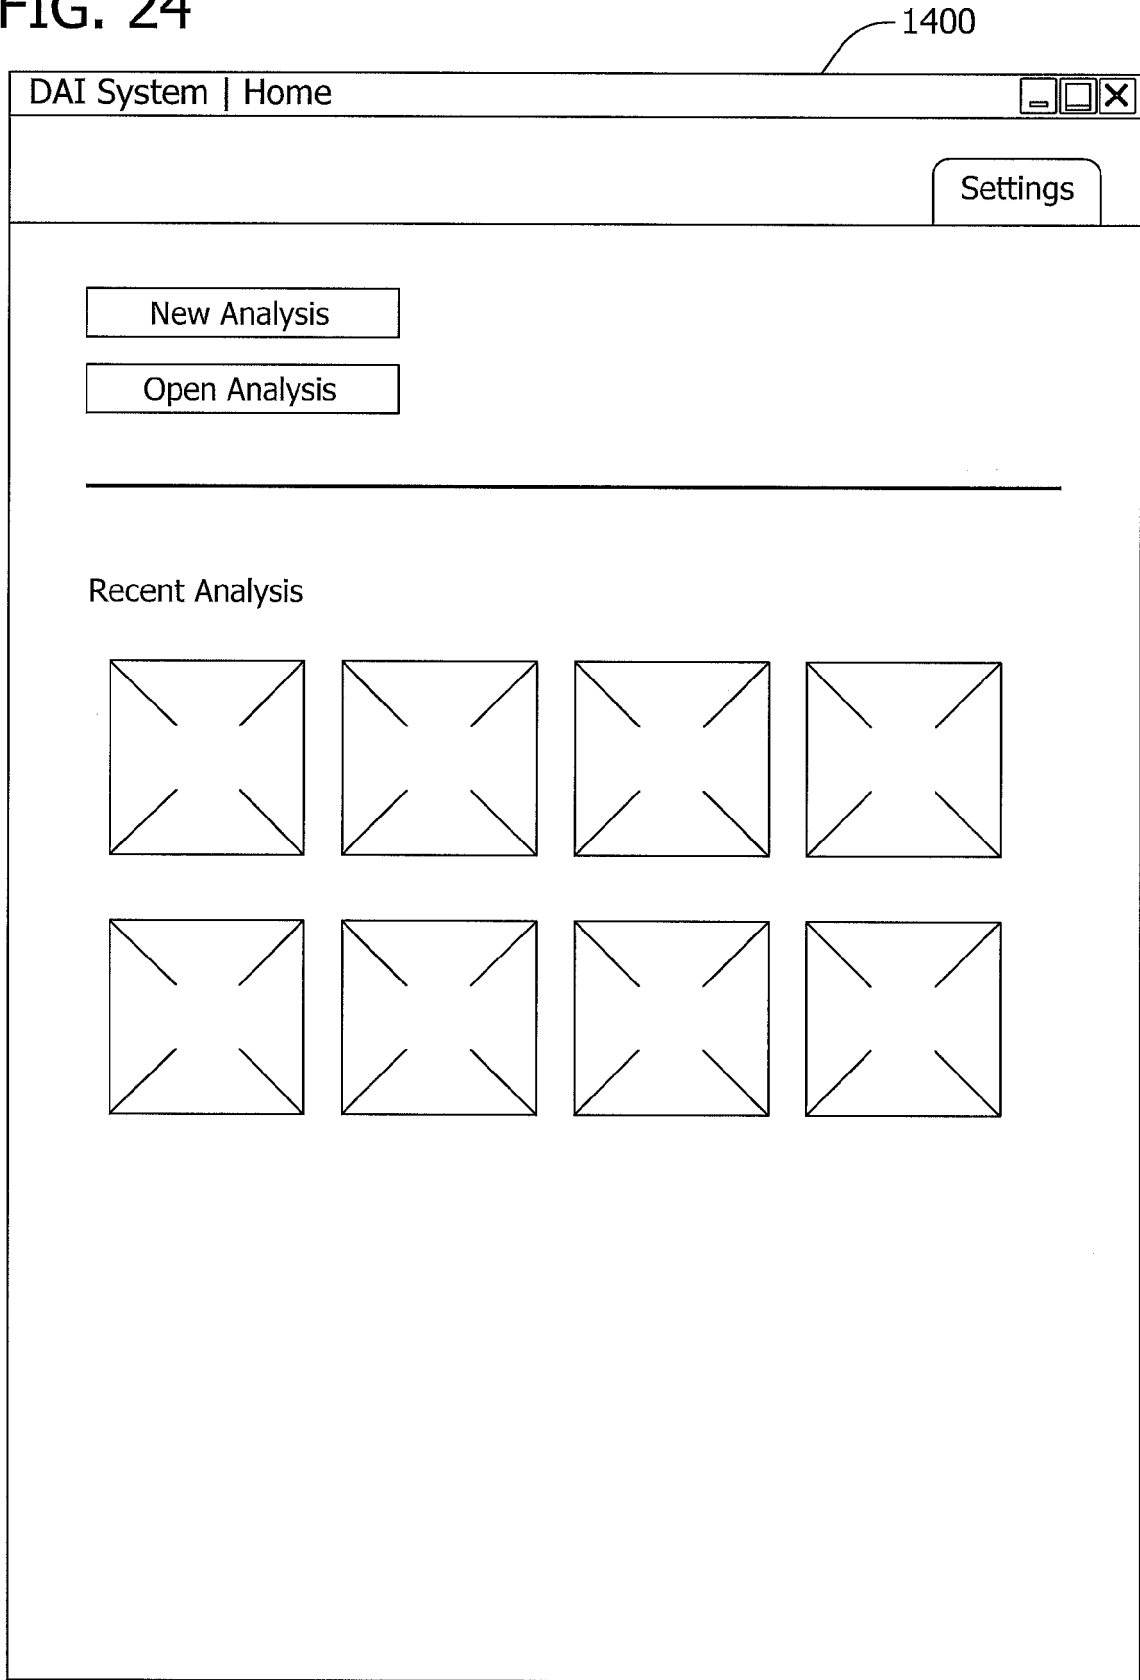 FIG. 24
1400
DAI System | Home
Settings
New Analysis
Open Analysis
Recent Analysis